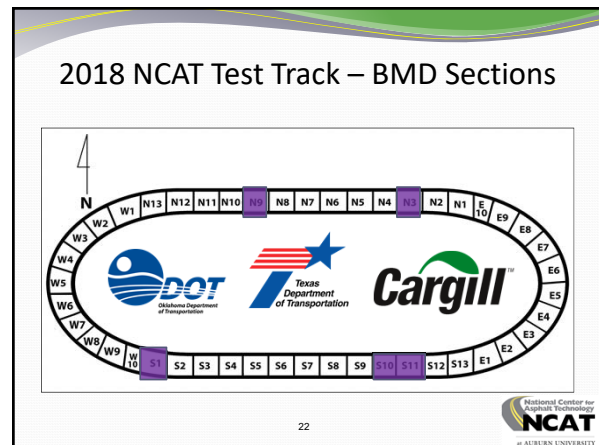 2018 NCAT Test Track – BMD Sections
N
W1 N13 N12 N11 N10 N9 N8 N7 N6 N5 N4 N3 N2 N1 E10 E9
W2 E8
W3 E7
W4 E6
W5 E5
W6 E4
W7 E3
W8 E2
W9 W10 S1 S2 S3 S4 S5 S6 S7 S8 S9 S10 S11 S12 S13 E1
ODOT
Oklahoma Department
of Transportation
Texas
Department
of Transportation
Cargill™
22
National Center for
Asphalt Technology
NCAT
at AUBURN UNIVERSITY